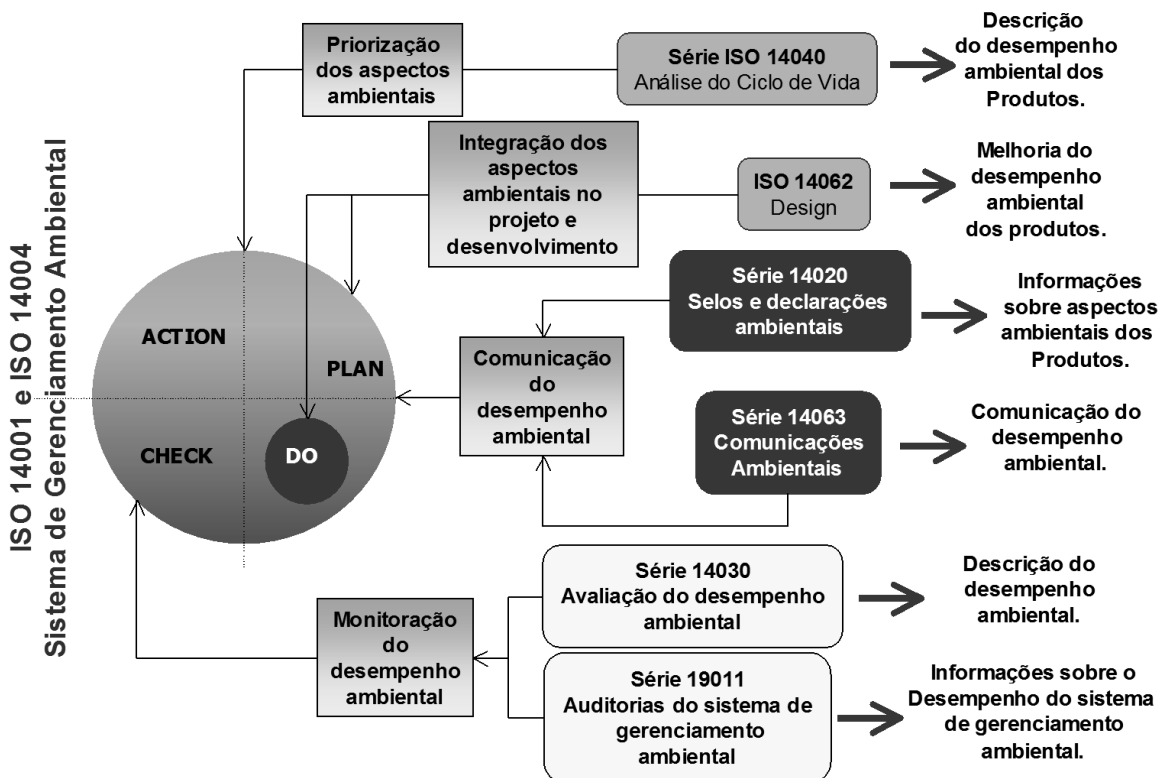 ISO 14001 e ISO 14004
Sistema de Gerenciamento Ambiental
Priorização
dos aspectos
ambientais
Série ISO 14040
Análise do Ciclo de Vida
Descrição
do desempenho
ambiental dos
Produtos.
Integração dos
aspectos
ambientais no
projeto e
desenvolvimento
ISO 14062
Design
Melhoria do
desempenho
ambiental
dos produtos.
ACTION
PLAN
CHECK
DO
Comunicação
do
desempenho
ambiental
Série 14020
Selos e declarações
ambientais
Informações
sobre aspectos
ambientais dos
Produtos.
Série 14063
Comunicações
Ambientais
Comunicação do
desempenho
ambiental.
Monitoração
do
desempenho
ambiental
Série 14030
Avaliação do desempenho
ambiental
Descrição do
desempenho
ambiental.
Série 19011
Auditorias do sistema de
gerenciamento
ambiental
Informações sobre o
Desempenho do sistema
de gerenciamento
ambiental.